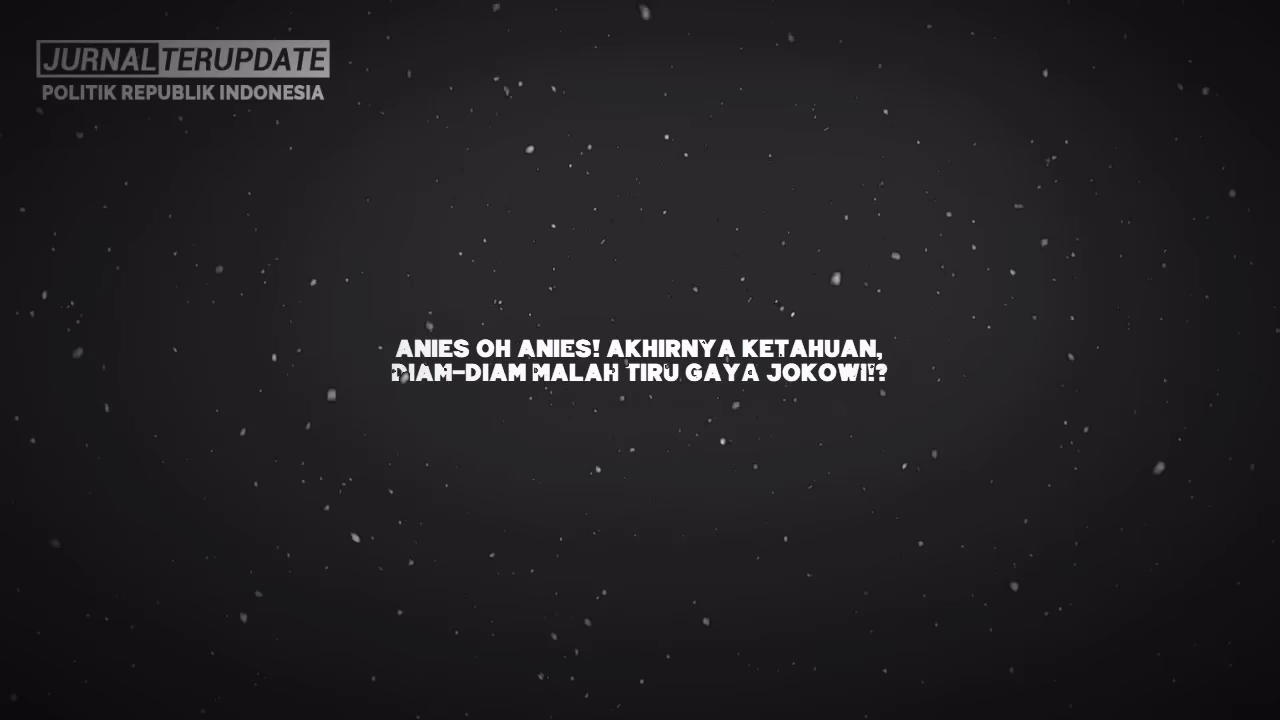 JURNALTERUPDATE
POLITIK REPUBLIK INDONESIA
ANIES OH ANIES! AKHIRNYA KETAHUAN,
DIAM-DIAM MALAH TIRU GAYA JOKOWI!?